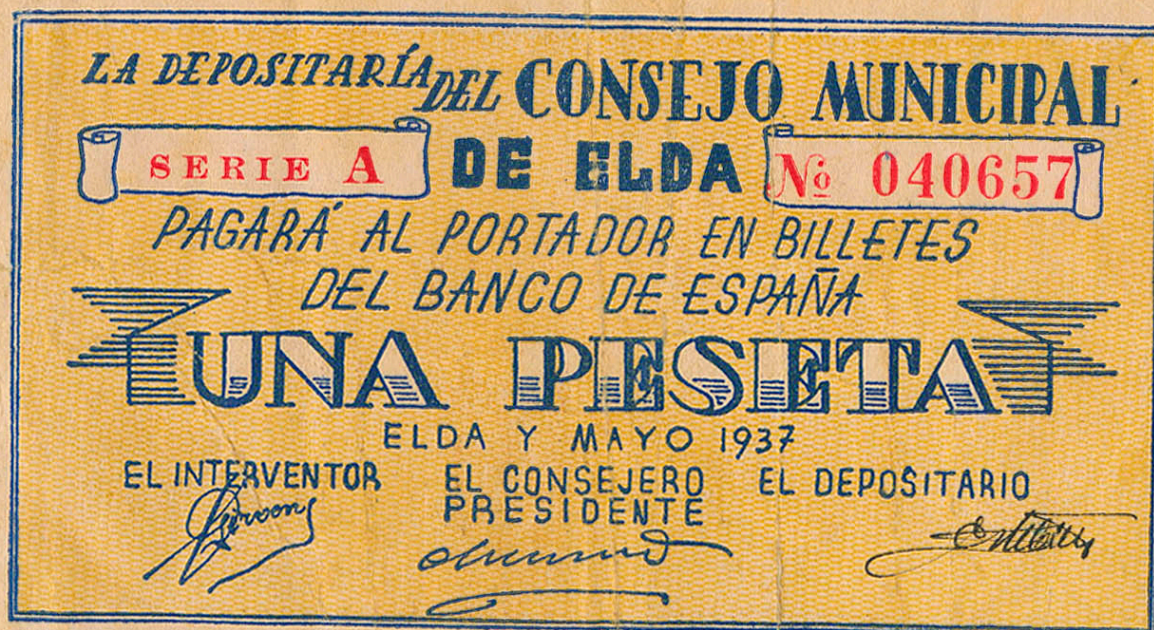 LA DEPOSITARÍA DEL CONSEJO MUNICIPAL
SERIE A DE ELDA Nº 040657
PAGARÁ AL PORTADOR EN BILLETES
DEL BANCO DE ESPAÑA
UNA PESETA
ELDA Y MAYO 1937
EL INTERVENTOR EL CONSEJERO EL DEPOSITARIO
PRESIDENTE